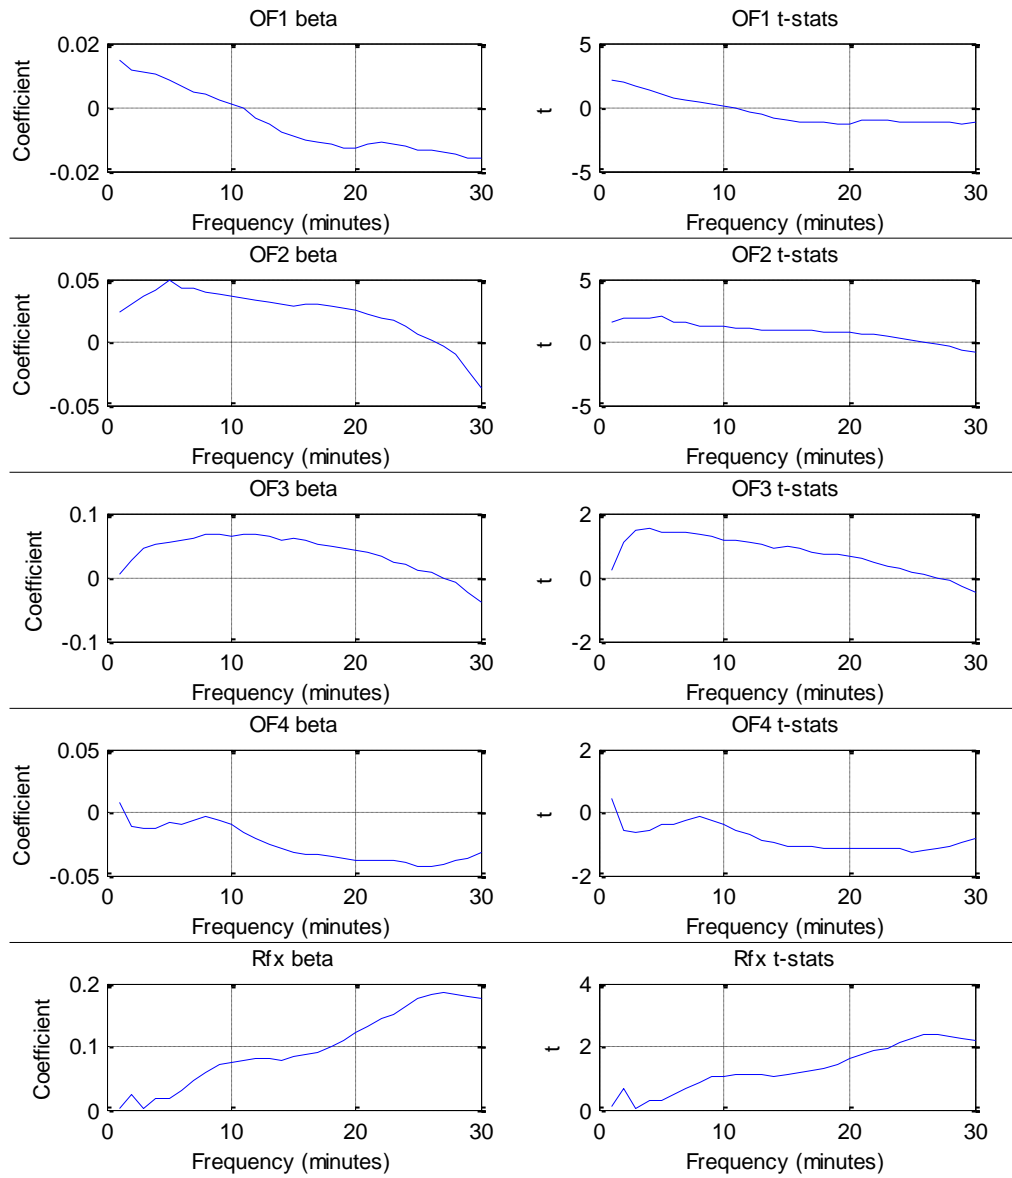 OF1 beta OF1 t-stats
0.02 5
Coefficient 0 t 0
-0.02 -5
0 10 20 30 0 10 20 30
Frequency (minutes) Frequency (minutes)
OF2 beta OF2 t-stats
0.05 5
Coefficient 0 t 0
-0.05 -5
0 10 20 30 0 10 20 30
Frequency (minutes) Frequency (minutes)
OF3 beta OF3 t-stats
0.1 2
Coefficient 0 t 0
-0.1 -2
0 10 20 30 0 10 20 30
Frequency (minutes) Frequency (minutes)
OF4 beta OF4 t-stats
0.05 2
Coefficient 0 t 0
-0.05 -2
0 10 20 30 0 10 20 30
Frequency (minutes) Frequency (minutes)
Rfx beta Rfx t-stats
0.2 4
Coefficient 0.1 t 2
0 0
0 10 20 30 0 10 20 30
Frequency (minutes) Frequency (minutes)